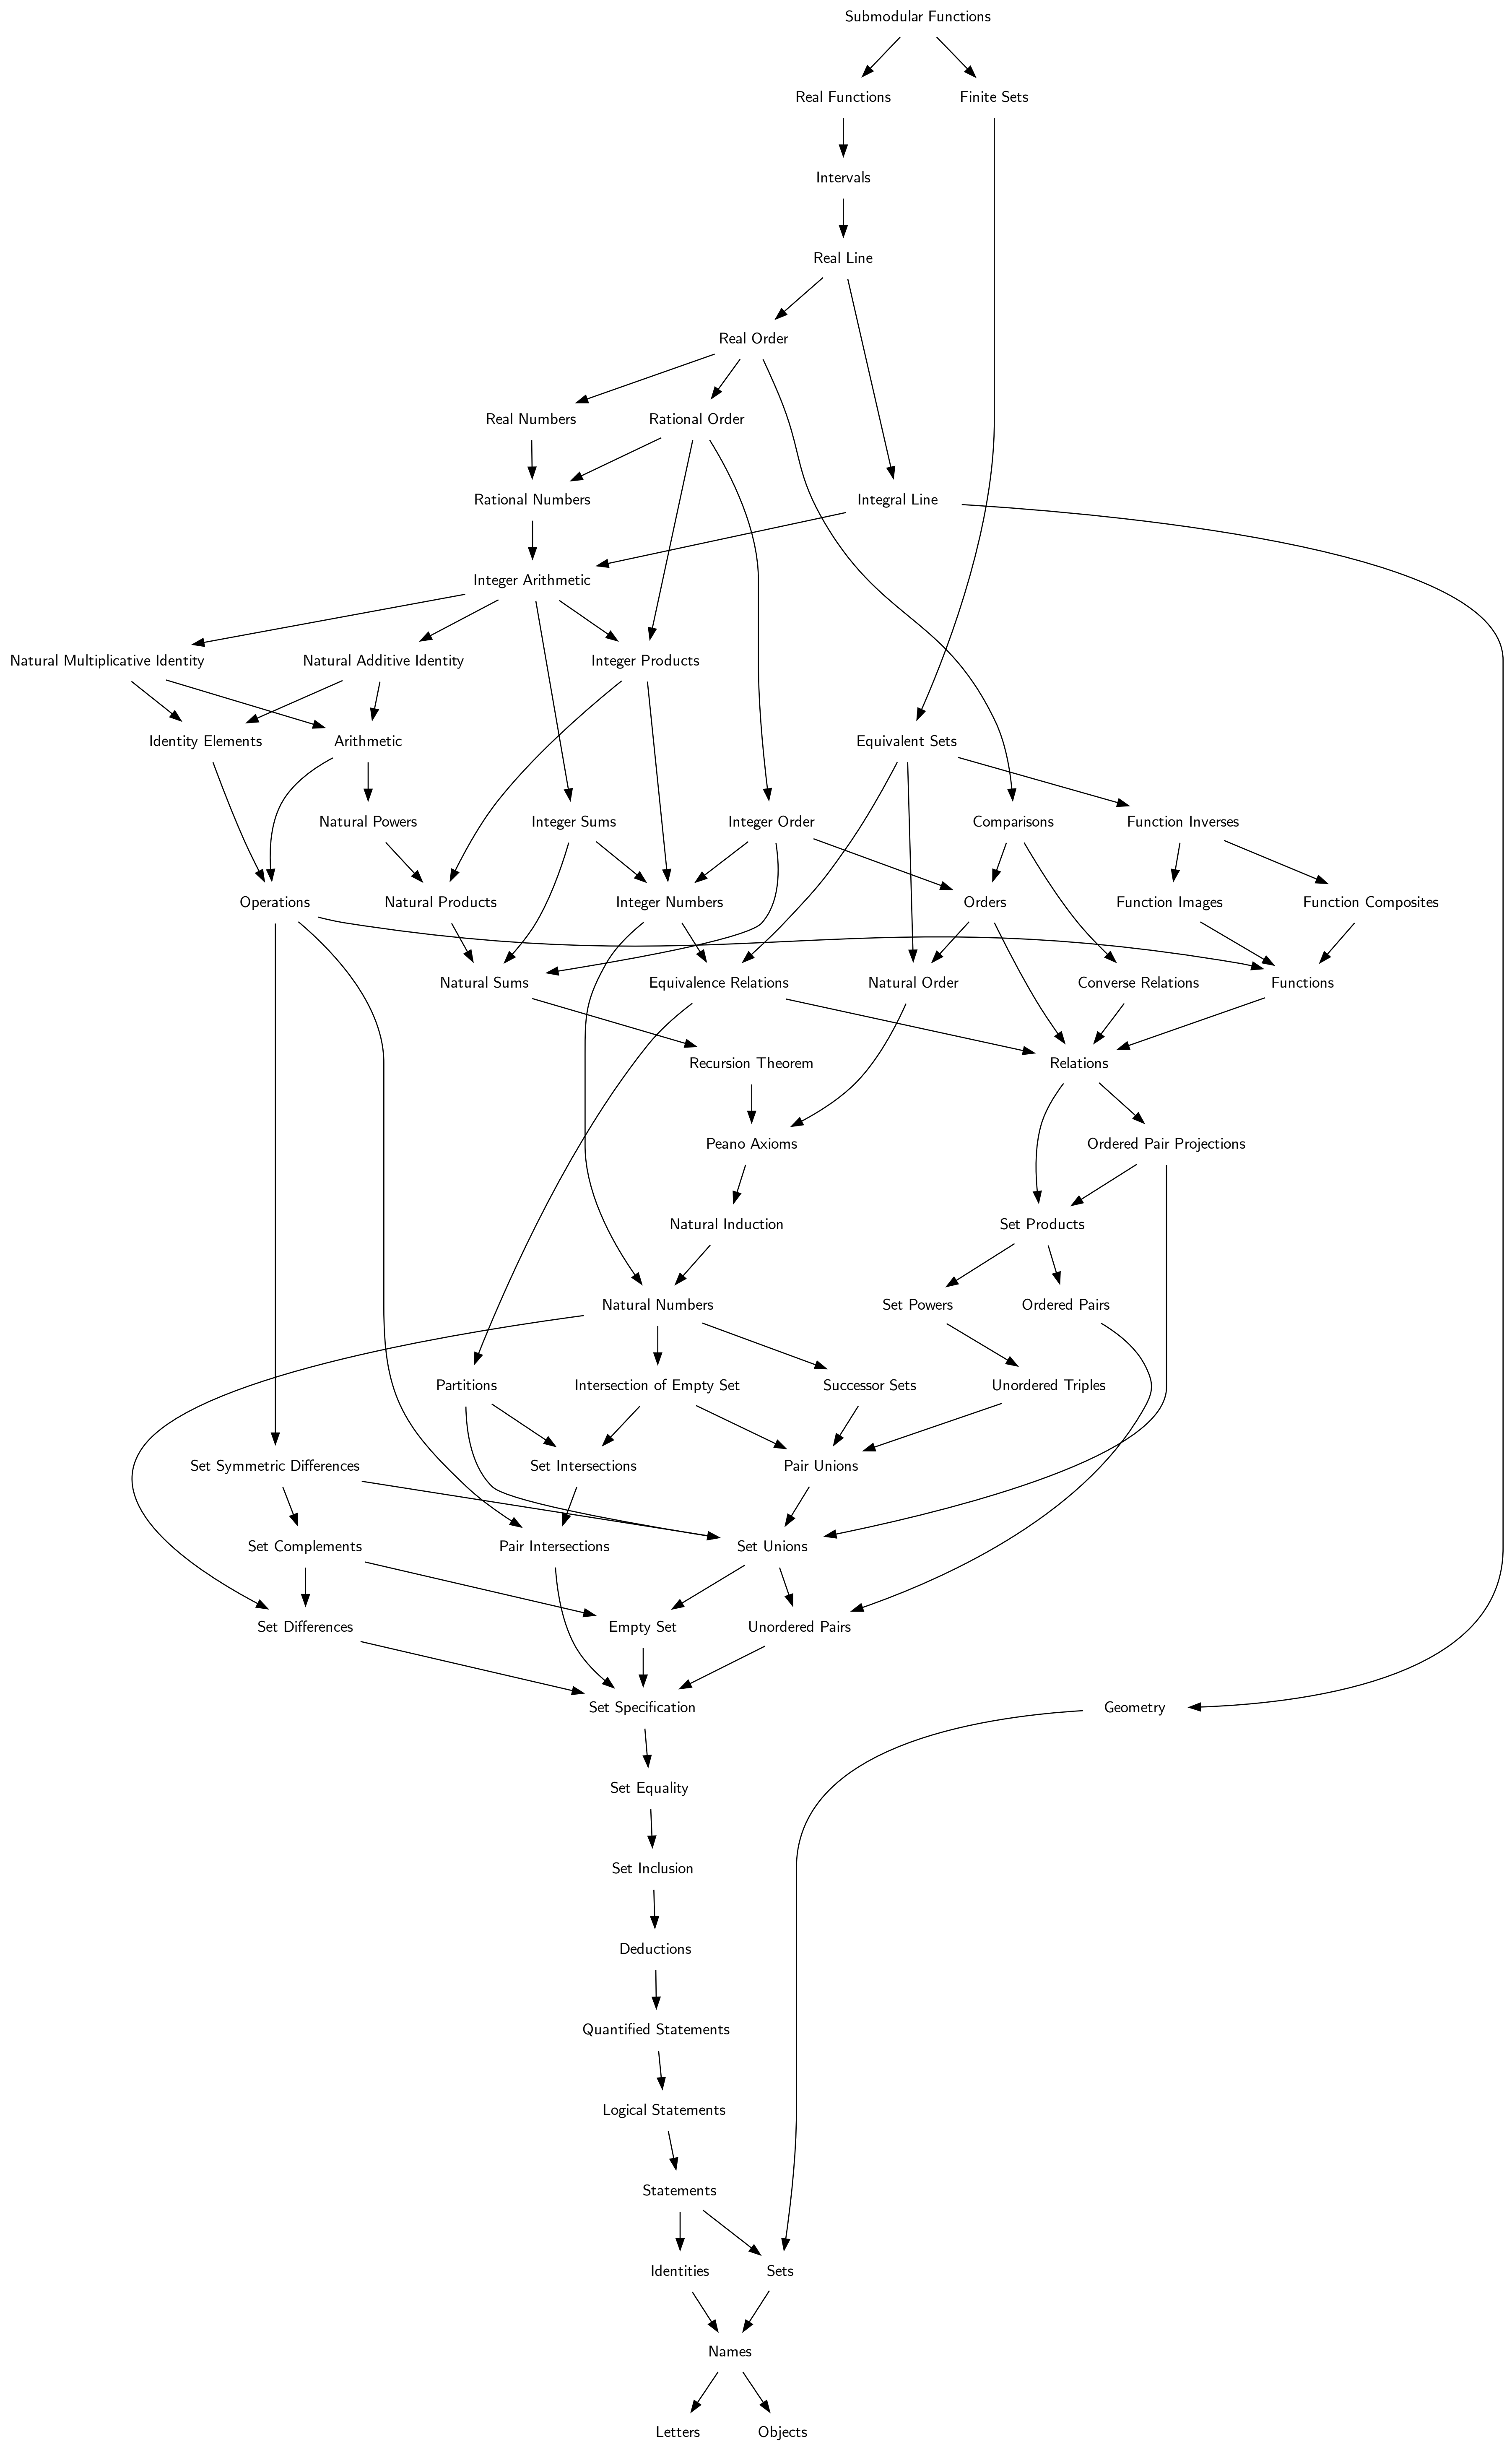 Submodular Functions
Real Functions
Finite Sets
Intervals
Real Line
Real Order
Real Numbers
Rational Order
Rational Numbers
Integral Line
Integer Arithmetic
Natural Multiplicative Identity
Natural Additive Identity
Integer Products
Identity Elements
Arithmetic
Equivalent Sets
Natural Powers
Integer Sums
Integer Order
Comparisons
Function Inverses
Operations
Natural Products
Integer Numbers
Orders
Function Images
Function Composites
Natural Sums
Equivalence Relations
Natural Order
Converse Relations
Functions
Recursion Theorem
Relations
Peano Axioms
Ordered Pair Projections
Natural Induction
Set Products
Natural Numbers
Set Powers
Ordered Pairs
Partitions
Intersection of Empty Set
Successor Sets
Unordered Triples
Set Symmetric Differences
Set Intersections
Pair Unions
Set Complements
Pair Intersections
Set Unions
Set Differences
Empty Set
Unordered Pairs
Set Specification
Geometry
Set Equality
Set Inclusion
Deductions
Quantified Statements
Logical Statements
Statements
Identities
Sets
Names
Letters
Objects